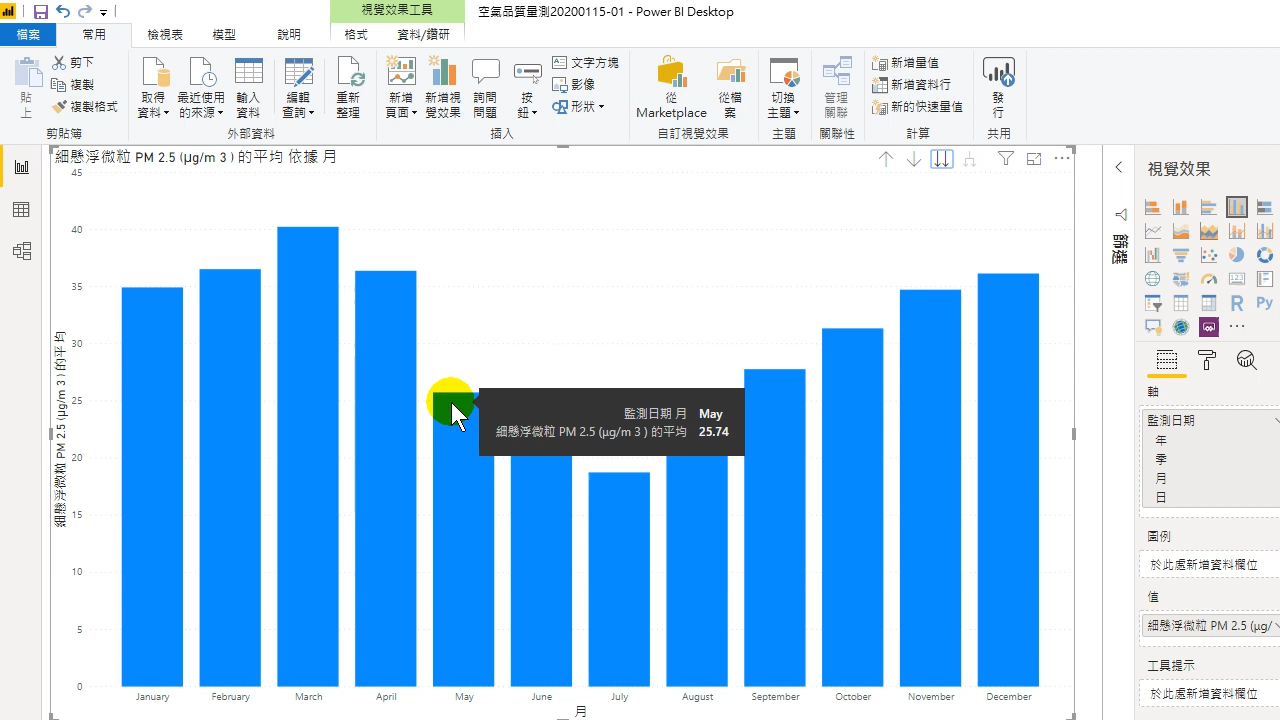 視覺效果工具
空氣品質量測20200115-01 - Power BI Desktop
檔案 常用 檢視表 模型 說明 格式 資料/鑽研
貼上
剪下
複製
複製格式
取得資料
最近使用的來源
輸入資料
編輯查詢
重新整理
新增頁面
新增視覺效果
詢問問題
按鈕
文字方塊
影像
形狀
從 Marketplace
從檔案
切換主題
管理關聯
新增量值
新增資料行
新的快速量值
發行
剪貼簿 外部資料 插入 自訂視覺效果 主題 關聯性 計算 共用
細懸浮微粒 PM 2.5 (μg/m 3 ) 的平均 依據 月
45
40
35
30
25
20
15
10
5
0
細懸浮微粒 PM 2.5 (μg/m 3 ) 的平均
監測日期 月 May
細懸浮微粒 PM 2.5 (μg/m 3 ) 的平均 25.74
January February March April May June July August September October November December
月
篩選
視覺效果
123
R Py
軸
監測日期
年
季
月
日
圖例
於此處新增資料欄位
值
細懸浮微粒 PM 2.5 (μg/
工具提示
於此處新增資料欄位